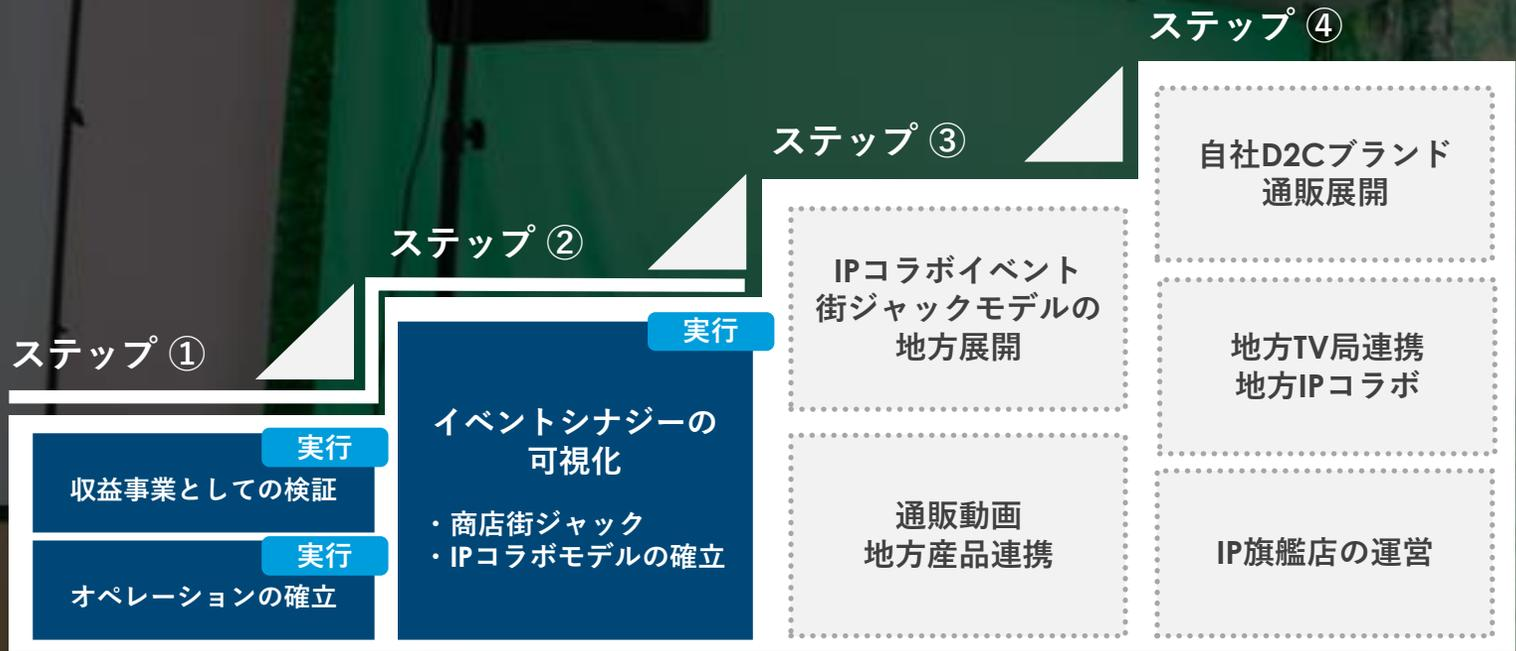 ステップ ①
実行
収益事業としての検証
実行
オペレーションの確立
ステップ ②
実行
イベントシナジーの
可視化
・商店街ジャック
・IPコラボモデルの確立
ステップ ③
IPコラボイベント
街ジャックモデルの
地方展開
通販動画
地方産品連携
ステップ ④
自社D2Cブランド
通販展開
地方TV局連携
地方IPコラボ
IP旗艦店の運営